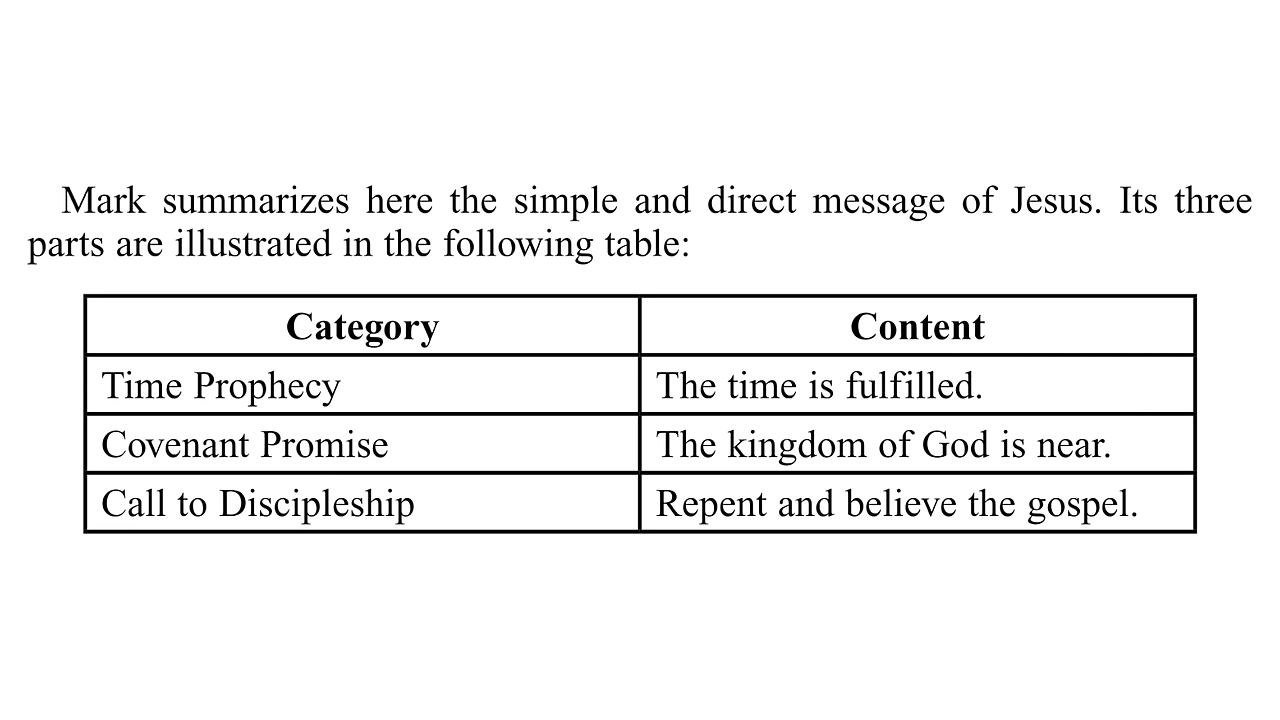 Mark summarizes here the simple and direct message of Jesus. Its three
parts are illustrated in the following table:
Category Content
Time Prophecy The time is fulfilled.
Covenant Promise The kingdom of God is near.
Call to Discipleship Repent and believe the gospel.